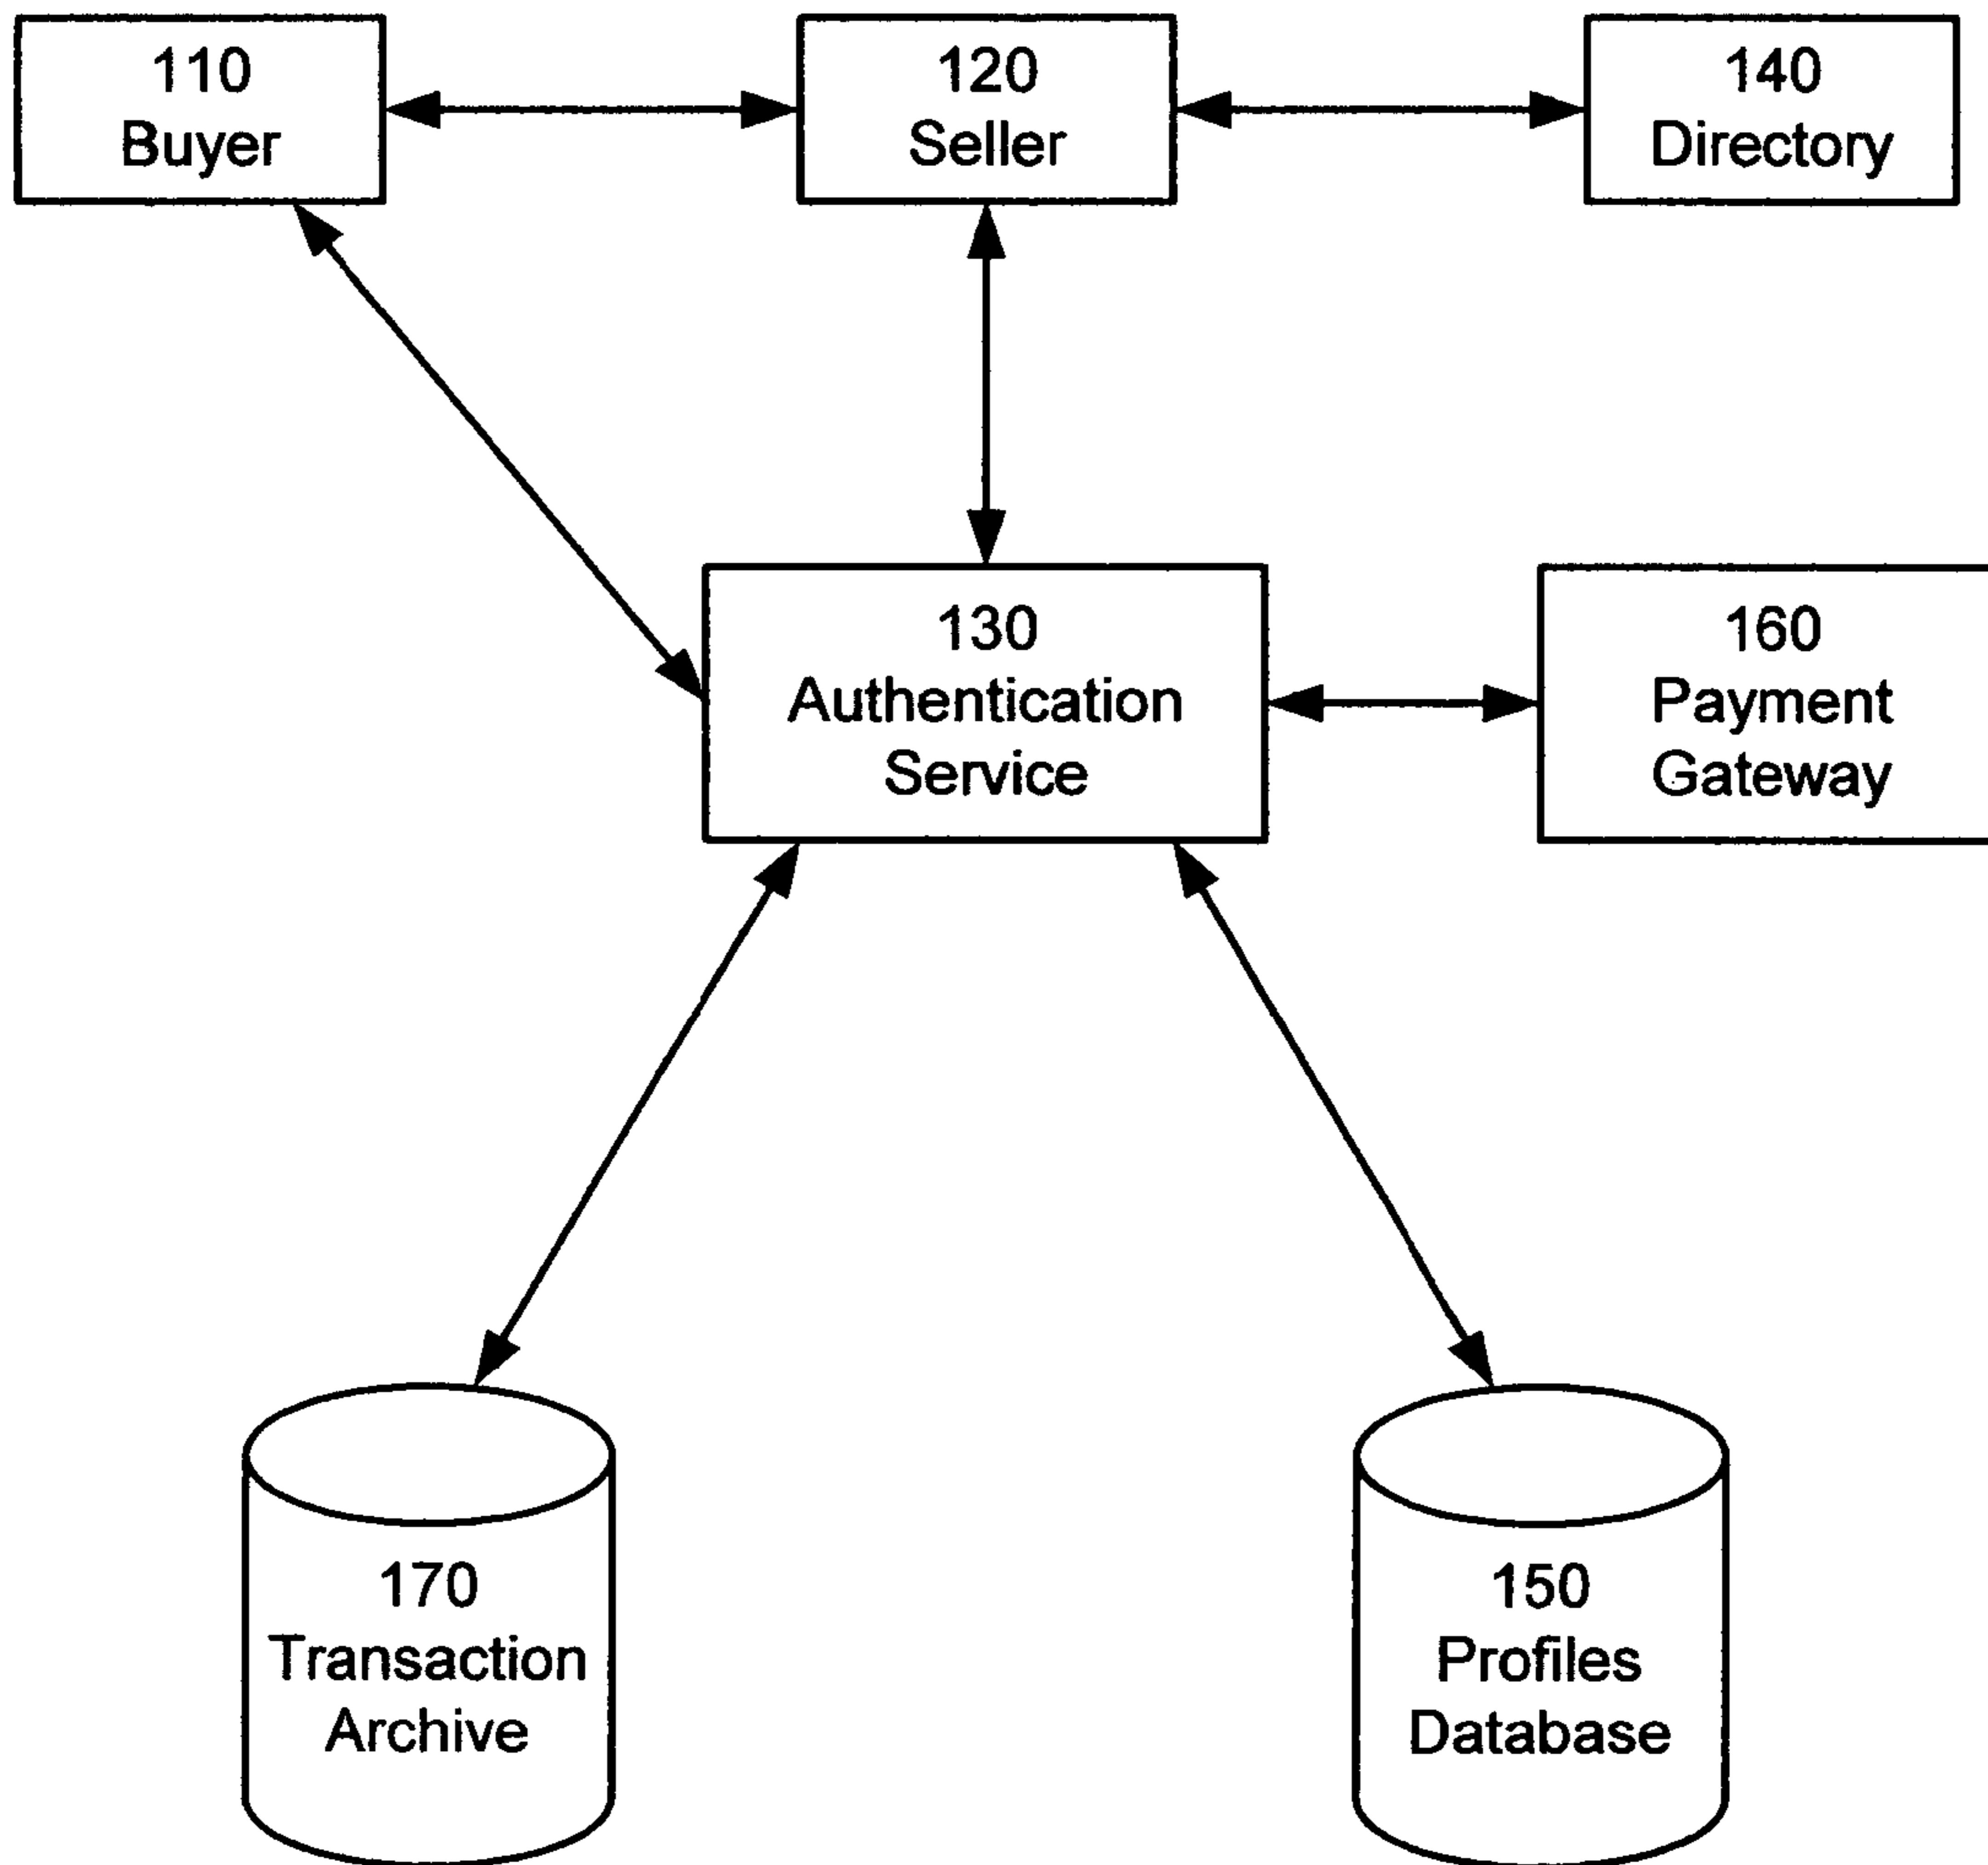 110
Buyer
120
Seller
140
Directory
130
Authentication
Service
160
Payment
Gateway
170
Transaction
Archive
150
Profiles
Database